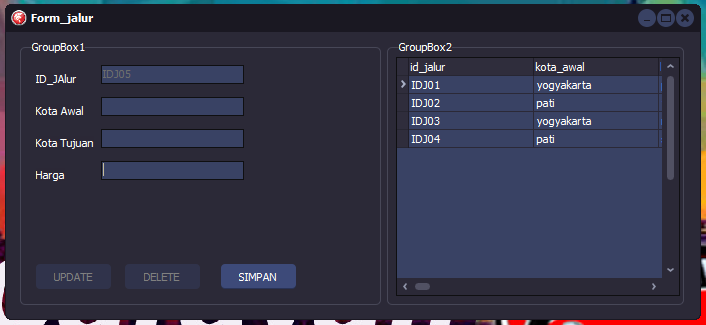 Form_jalur
GroupBox1
ID_JAlur IDJ05
Kota Awal
Kota Tujuan
Harga
UPDATE DELETE SIMPAN
GroupBox2
id_jalur kota_awal
IDJ01 yogyakarta
IDJ02 pati
IDJ03 yogyakarta
IDJ04 pati